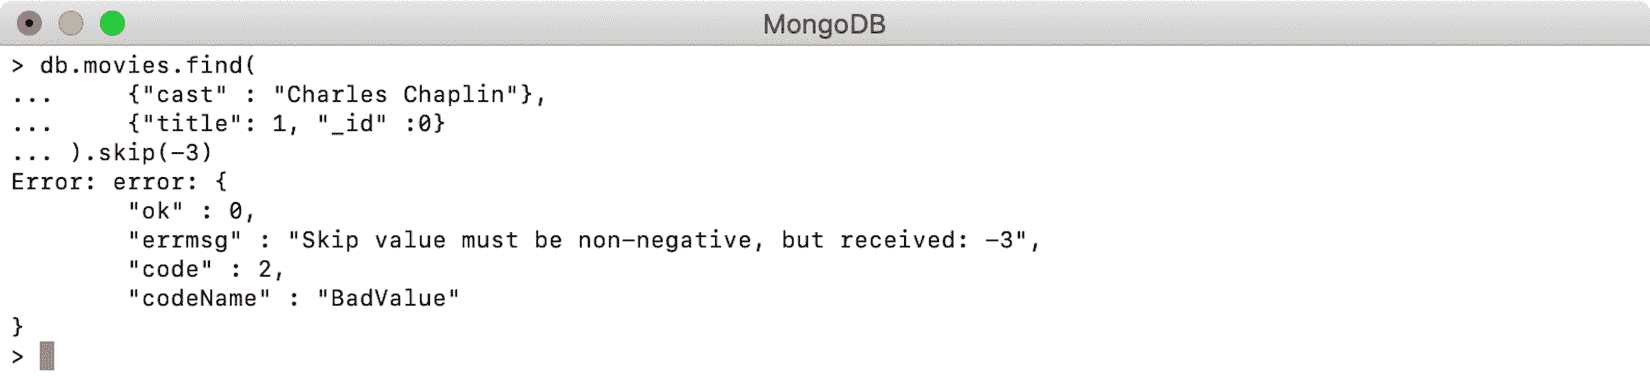 MongoDB
> db.movies.find(
...     {"cast" : "Charles Chaplin"},
...     {"title": 1, "_id" :0}
... ).skip(-3)
Error: error: {
        "ok" : 0,
        "errmsg" : "Skip value must be non-negative, but received: -3",
        "code" : 2,
        "codeName" : "BadValue"
}
>